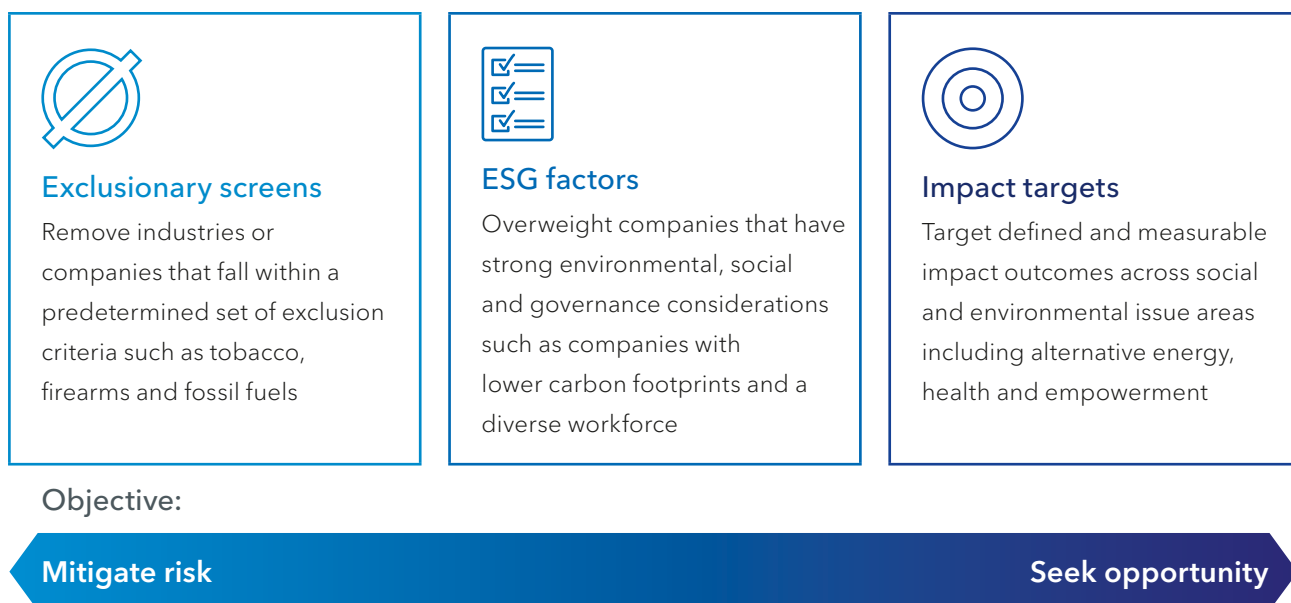 Exclusionary screens
Remove industries or
companies that fall within a
predetermined set of exclusion
criteria such as tobacco,
firearms and fossil fuels
ESG factors
Overweight companies that have
strong environmental, social
and governance considerations
such as companies with
lower carbon footprints and a
diverse workforce
Impact targets
Target defined and measurable
impact outcomes across social
and environmental issue areas
including alternative energy,
health and empowerment
Objective:
Mitigate risk
Seek opportunity